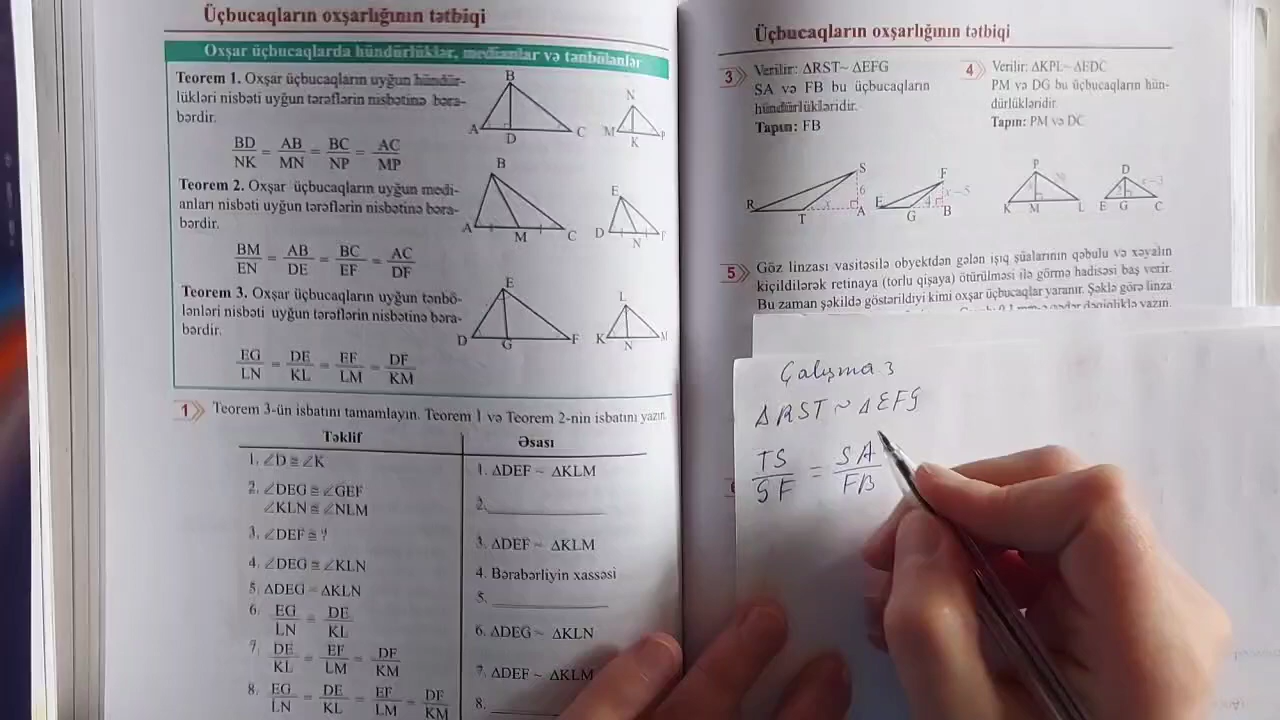 Üçbucaqların oxşarlığının tətbiqi
Oxşar üçbucaqlarda hündürlüklər, medianlar və tənbölənlər
Teorem 1. Oxşar üçbucaqların uyğun hündür-
lükləri nisbəti uyğun tərəflərin nisbətinə bəra-
bərdir.
BD/NK = AB/MN = BC/NP = AC/MP
B
A D C
N
M K P
Teorem 2. Oxşar üçbucaqların uyğun medi-
anları nisbəti uyğun tərəflərin nisbətinə bəra-
bərdir.
BM/EN = AB/DE = BC/EF = AC/DF
B
A M C
E
D N F
Teorem 3. Oxşar üçbucaqların uyğun tənbö-
lənləri nisbəti uyğun tərəflərin nisbətinə bəra-
bərdir.
EG/LN = DE/KL = EF/LM = DF/KM
E
D G F
L
K N M
1 Teorem 3-ün isbatını tamamlayın. Teorem 1 və Teorem 2-nin isbatını yazın.
Təklif Əsası
1. ∠D ≅ ∠K 1. ΔDEF ~ ΔKLM
2. ∠DEG ≅ ∠GEF 2.
∠KLN ≅ ∠NLM
3. ∠DEF ≅ ? 3. ΔDEF ~ ΔKLM
4. ∠DEG ≅ ∠KLN 4. Bərabərliyin xassəsi
5. ΔDEG ~ ΔKLN 5.
6. EG/LN = DE/KL 6. ΔDEG ~ ΔKLN
7. DE/KL = EF/LM = DF/KM 7. ΔDEF ~ ΔKLM
8. EG/LN = DE/KL = EF/LM = DF/KM 8.
Üçbucaqların oxşarlığının tətbiqi
3 Verilir: ΔRST~ ΔEFG
SA və FB bu üçbucaqların
hündürlükləridir.
Tapın: FB
4 Verilir: ΔKPL~ ΔEDC
PM və DG bu üçbucaqların hün-
dürlükləridir.
Tapın: PM və DC
S
6
R T x A
F
x–5
E G 4 B
P
K M L
D
x–3
E G C
5 Göz linzası vasitəsilə obyektdən gələn işıq şüalarının qəbulu və xəyalın
kiçildilərək retinaya (torlu qişaya) ötürülməsi ilə görmə hadisəsi baş verir.
Bu zaman şəkildə göstərildiyi kimi oxşar üçbucaqlar yaranır. Şəklə görə linza
Çalışma 3
ΔRST ~ ΔEFG
TS/GF = SA/FB